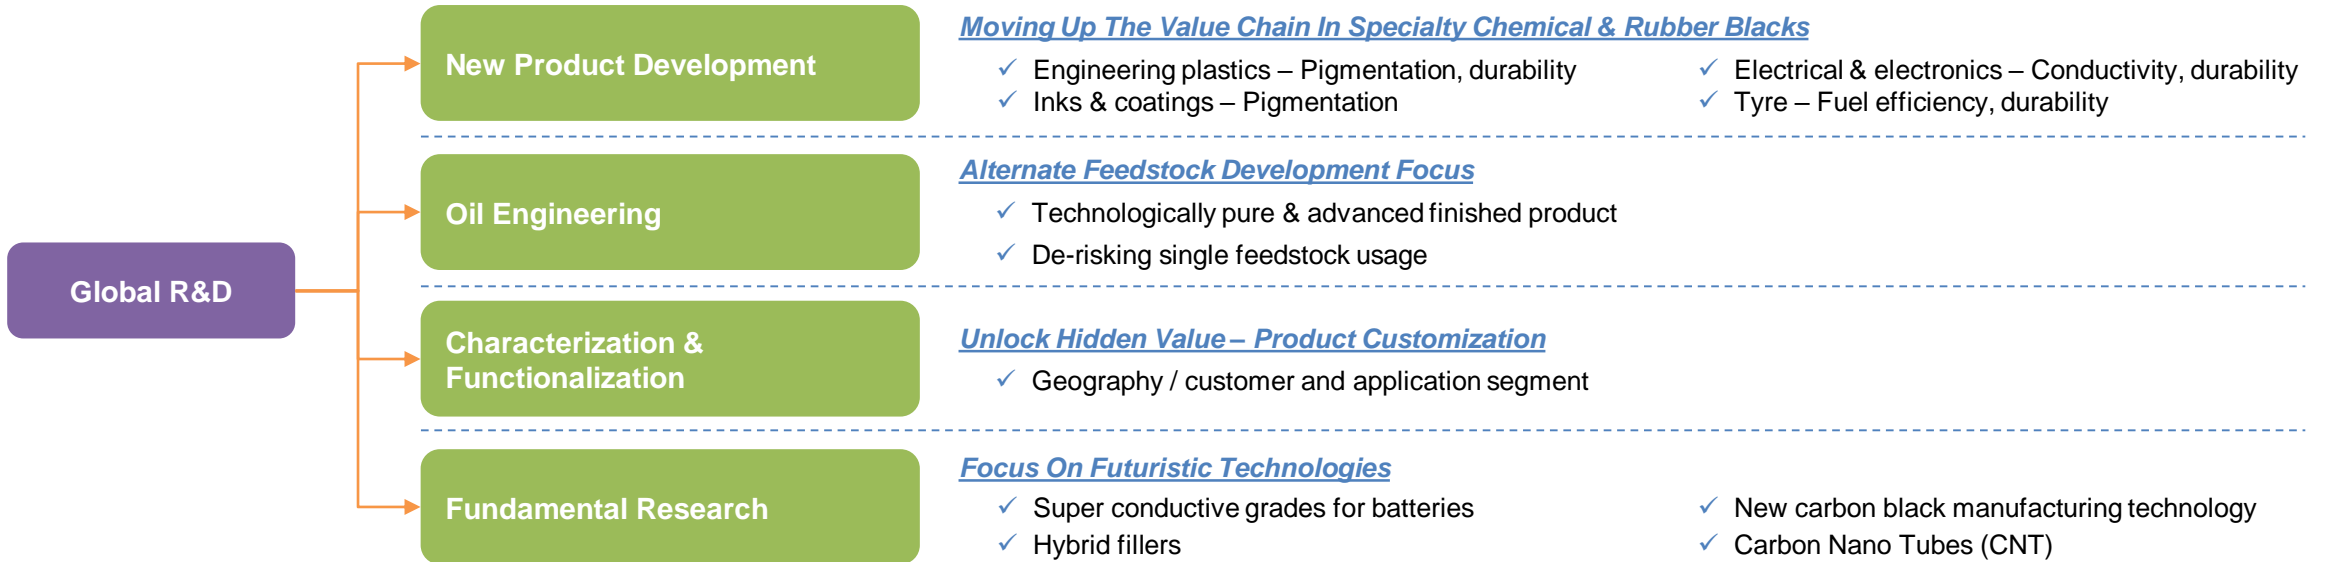 Global R&D
New Product Development
Moving Up The Value Chain In Specialty Chemical & Rubber Blacks
✓ Engineering plastics – Pigmentation, durability
✓ Inks & coatings – Pigmentation
✓ Electrical & electronics – Conductivity, durability
✓ Tyre – Fuel efficiency, durability
Oil Engineering
Alternate Feedstock Development Focus
✓ Technologically pure & advanced finished product
✓ De-risking single feedstock usage
Characterization &
Functionalization
Unlock Hidden Value – Product Customization
✓ Geography / customer and application segment
Fundamental Research
Focus On Futuristic Technologies
✓ Super conductive grades for batteries
✓ Hybrid fillers
✓ New carbon black manufacturing technology
✓ Carbon Nano Tubes (CNT)